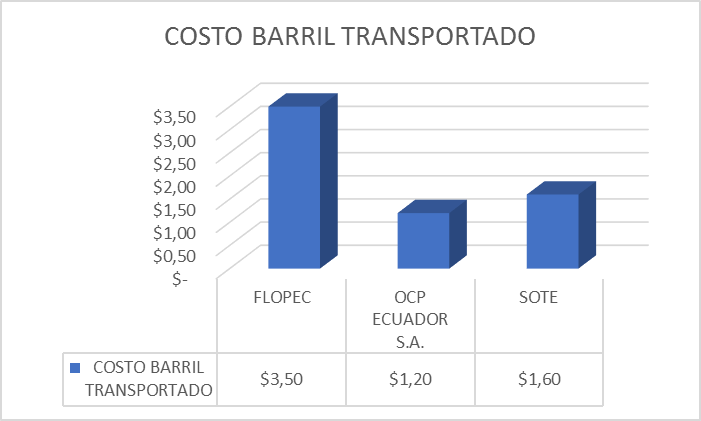 COSTO BARRIL TRANSPORTADO
$3,50
$3,00
$2,50
$2,00
$1,50
$1,00
$0,50
$-
FLOPEC
OCP
ECUADOR
S.A.
SOTE
COSTO BARRIL
TRANSPORTADO
$3,50
$1,20
$1,60